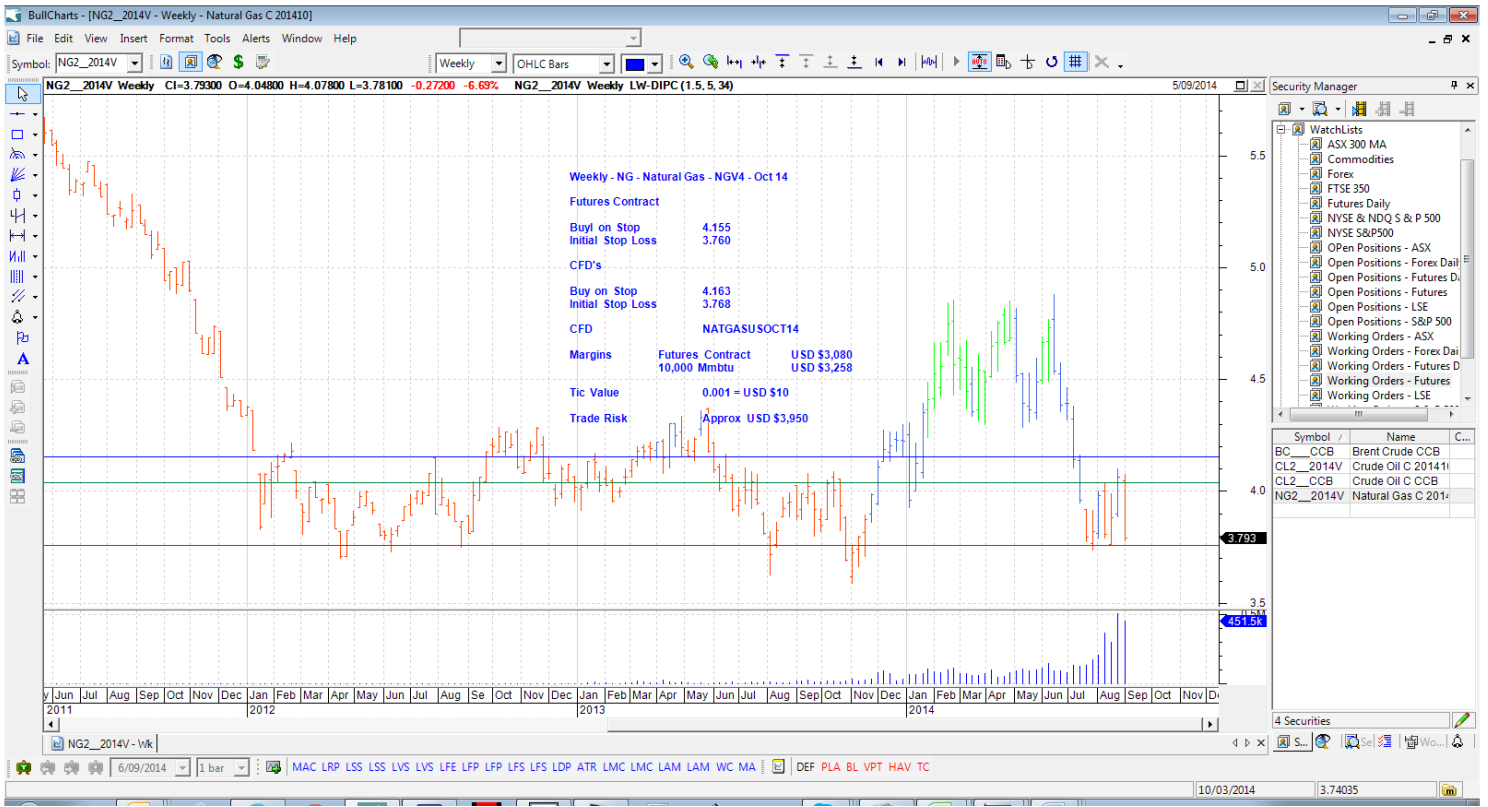 BullCharts - [NG2__2014V - Weekly - Natural Gas C 201410]
File Edit View Insert Format Tools Alerts Window Help
Symbol: NG2__2014V Weekly OHLC Bars
NG2__2014V Weekly Cl=3.79300 O=4.04800 H=4.07800 L=3.78100 -0.27200 -6.69% NG2__2014V Weekly LW-DIPC (1.5, 5, 34) 5/09/2014
Weekly - NG - Natural Gas - NGV4 - Oct 14
Futures Contract
Buyl on Stop 4.155
Initial Stop Loss 3.760
CFD's
Buy on Stop 4.163
Initial Stop Loss 3.768
CFD NATGASUSOCT14
Margins Futures Contract USD $3,080
10,000 Mmbtu USD $3,258
Tic Value 0.001 = USD $10
Trade Risk Approx USD $3,950
5.5
5.0
4.5
4.0
3.793
3.5
0.5M
451.5k
y Jun Jul Aug Sep Oct Nov Dec Jan Feb Mar Apr May Jun Jul Aug Se Oct Nov Dec Jan Feb Mar Apr May Jun Jul Aug Sep Oct Nov Dec Jan Feb Mar Apr May Jun Jul Aug Sep Oct Nov D
2011 2012 2013 2014
NG2__2014V - Wk
Security Manager
WatchLists
ASX 300 MA
Commodities
Forex
FTSE 350
Futures Daily
NYSE & NDQ S & P 500
NYSE S&P500
OPen Positions - ASX
Open Positions - Forex Dail
Open Positions - Futures D
Open Positions - Futures
Open Positions - LSE
Open Positions - S&P 500
Working Orders - ASX
Working Orders - Forex Dai
Working Orders - Futures D
Working Orders - Futures
Working Orders - LSE
Symbol Name C...
BC___CCB Brent Crude CCB
CL2__2014V Crude Oil C 20141
CL2__CCB Crude Oil C CCB
NG2__2014V Natural Gas C 2014
4 Securities
S... Se Wo...
6/09/2014 1 bar MAC LRP LSS LSS LVS LVS LFE LFP LFP LFS LFS LDP ATR LMC LMC LAM LAM WC MA DEF PLA BL VPT HAV TC
10/03/2014 3.74035